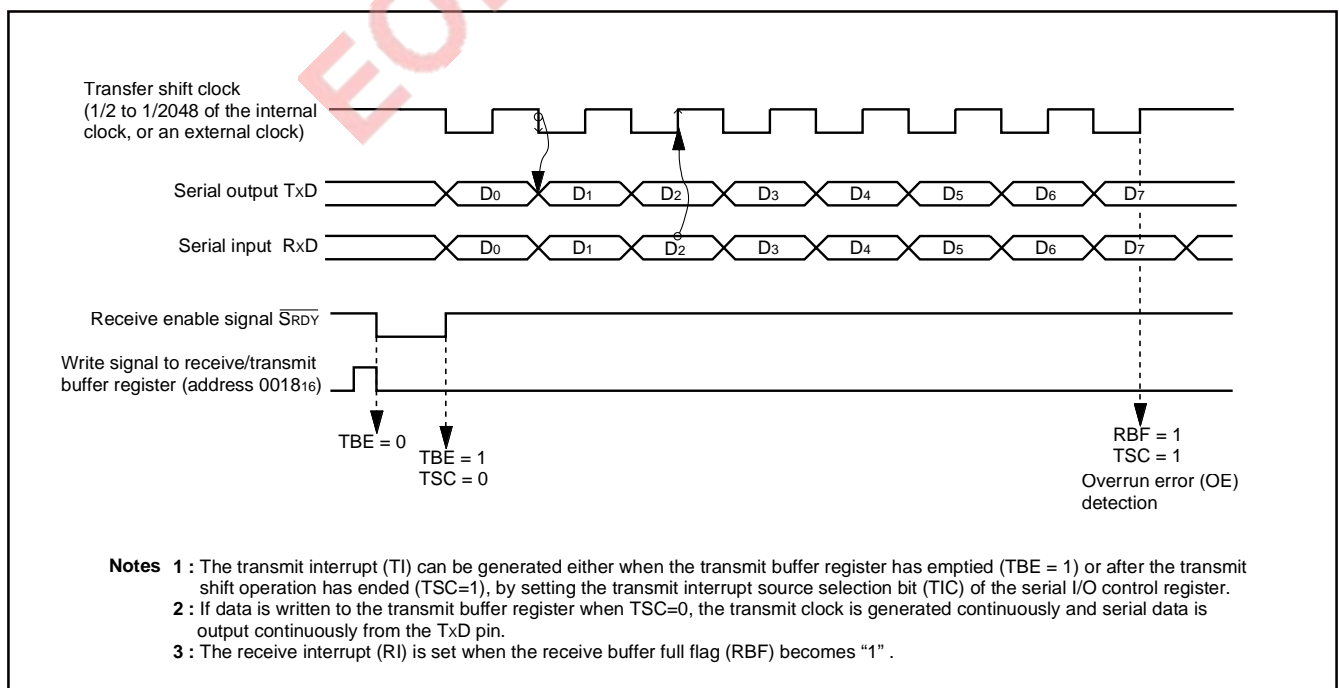 EOL
Transfer shift clock
(1/2 to 1/2048 of the internal
clock, or an external clock)
Serial output TxD
D0 D1 D2 D3 D4 D5 D6 D7
Serial input RxD
D0 D1 D2 D3 D4 D5 D6 D7
Receive enable signal SRDY
Write signal to receive/transmit
buffer register (address 001816)
TBE = 0
TBE = 1
TSC = 0
RBF = 1
TSC = 1
Overrun error (OE)
detection
Notes 1 : The transmit interrupt (TI) can be generated either when the transmit buffer register has emptied (TBE = 1) or after the transmit
shift operation has ended (TSC=1), by setting the transmit interrupt source selection bit (TIC) of the serial I/O control register.
2 : If data is written to the transmit buffer register when TSC=0, the transmit clock is generated continuously and serial data is
output continuously from the TxD pin.
3 : The receive interrupt (RI) is set when the receive buffer full flag (RBF) becomes “1” .